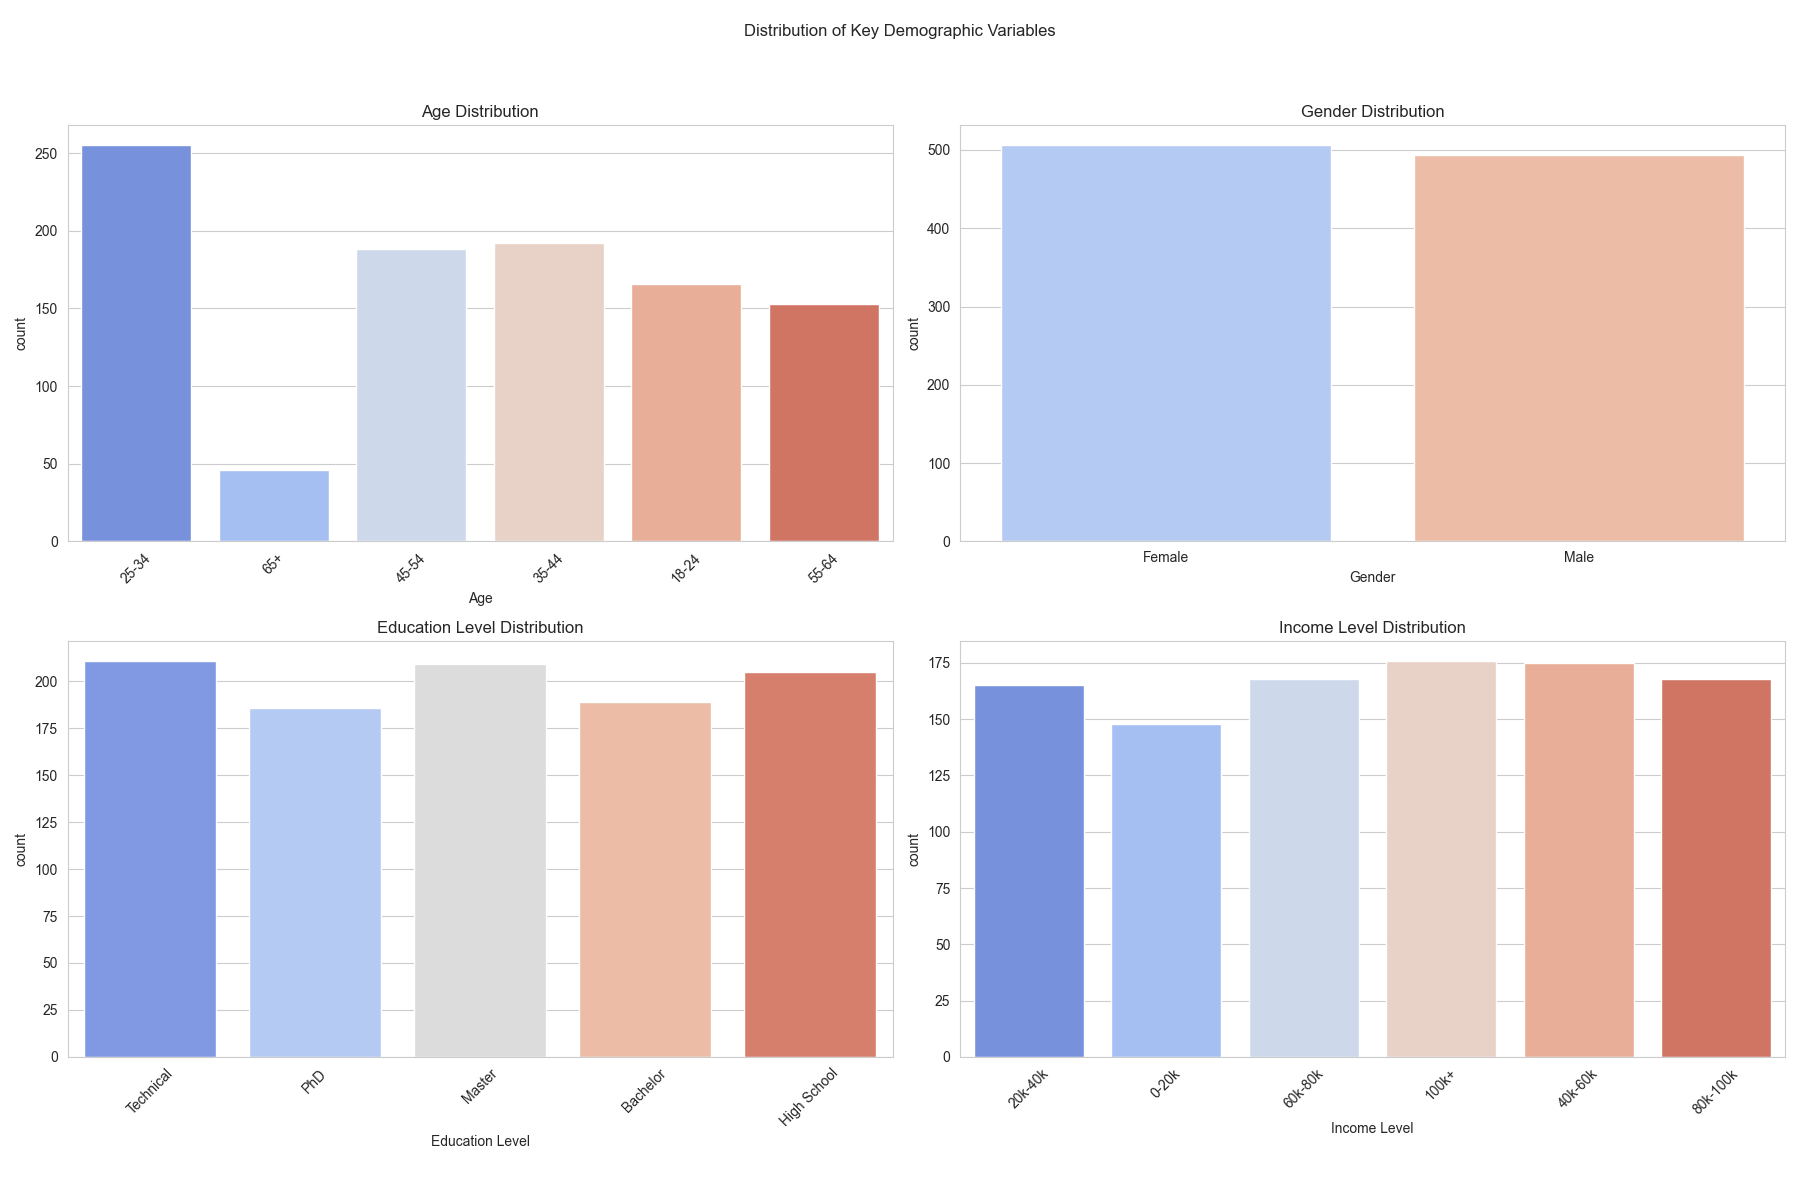 Distribution of Key Demographic Variables
Age Distribution
250
200
150
100
50
0
count
25-34
65+
45-54
35-44
18-24
55-64
Age
Gender Distribution
500
400
300
200
100
0
count
Female
Male
Gender
Education Level Distribution
200
175
150
125
100
75
50
25
0
count
Technical
PhD
Master
Bachelor
High School
Education Level
Income Level Distribution
175
150
125
100
75
50
25
0
count
20k-40k
0-20k
60k-80k
100k+
40k-60k
80k-100k
Income Level